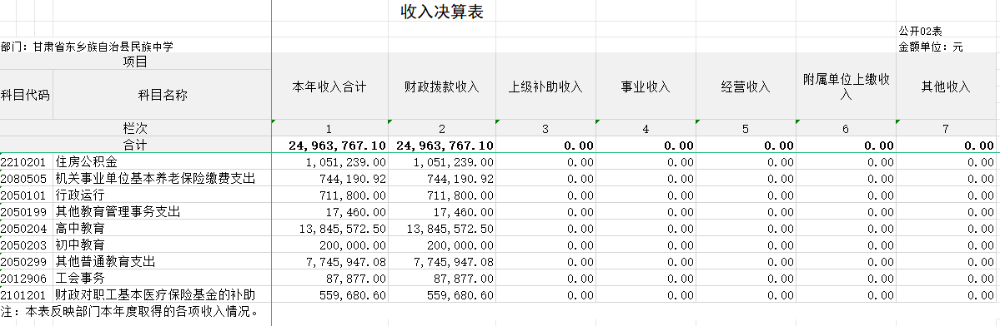 收入决算表
公开02表
部门：甘肃省东乡族自治县民族中学 金额单位：元
项目
科目代码 科目名称 本年收入合计 财政拨款收入 上级补助收入 事业收入 经营收入 附属单位上缴收入 其他收入
栏次 1 2 3 4 5 6 7
合计 24,963,767.10 24,963,767.10 0.00 0.00 0.00 0.00 0.00
2210201 住房公积金 1,051,239.00 1,051,239.00 0.00 0.00 0.00 0.00 0.00
2080505 机关事业单位基本养老保险缴费支出 744,190.92 744,190.92 0.00 0.00 0.00 0.00 0.00
2050101 行政运行 711,800.00 711,800.00 0.00 0.00 0.00 0.00 0.00
2050199 其他教育管理事务支出 17,460.00 17,460.00 0.00 0.00 0.00 0.00 0.00
2050204 高中教育 13,845,572.50 13,845,572.50 0.00 0.00 0.00 0.00 0.00
2050203 初中教育 200,000.00 200,000.00 0.00 0.00 0.00 0.00 0.00
2050299 其他普通教育支出 7,745,947.08 7,745,947.08 0.00 0.00 0.00 0.00 0.00
2012906 工会事务 87,877.00 87,877.00 0.00 0.00 0.00 0.00 0.00
2101201 财政对职工基本医疗保险基金的补助 559,680.60 559,680.60 0.00 0.00 0.00 0.00 0.00
注：本表反映部门本年度取得的各项收入情况。